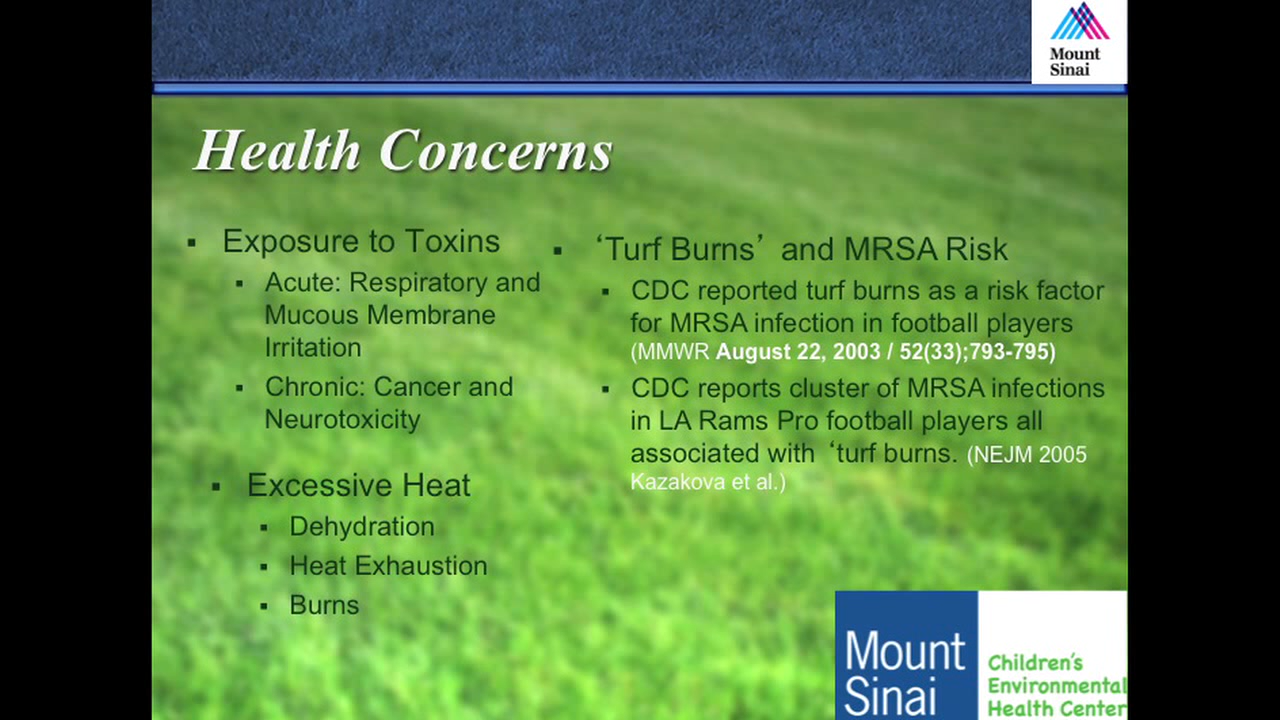 Mount
Sinai
Health Concerns
▪ Exposure to Toxins
▪ Acute: Respiratory and
Mucous Membrane
Irritation
▪ Chronic: Cancer and
Neurotoxicity
▪ Excessive Heat
▪ Dehydration
▪ Heat Exhaustion
▪ Burns
▪ ‘Turf Burns’ and MRSA Risk
▪ CDC reported turf burns as a risk factor
for MRSA infection in football players
(MMWR August 22, 2003 / 52(33);793-795)
▪ CDC reports cluster of MRSA infections
in LA Rams Pro football players all
associated with ‘turf burns. (NEJM 2005
Kazakova et al.)
Mount
Sinai
Children's
Environmental
Health Center